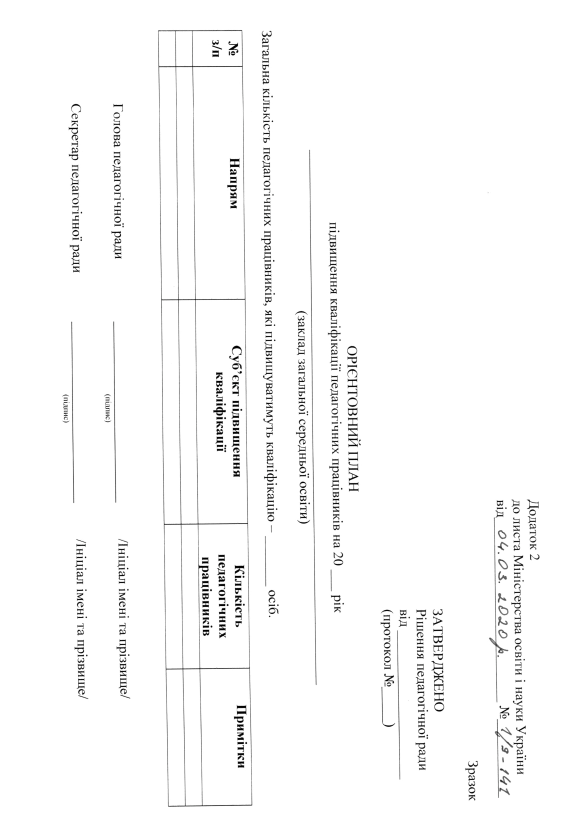 Додаток 2
до листа Міністерства освіти і науки України
від 04.03.2020 р. № 1/9-141
Зразок
ЗАТВЕРДЖЕНО
Рішення педагогічної ради
від
(протокол № )
ОРІЄНТОВНИЙ ПЛАН
підвищення кваліфікації педагогічних працівників на 20 ___ рік
(заклад загальної середньої освіти)
Загальна кількість педагогічних працівників, які підвищуватимуть кваліфікацію – ______ осіб.
№ з/п Напрям Суб'єкт підвищення кваліфікації Кількість педагогічних працівників Примітки
Голова педагогічної ради /Ініціал імені та прізвище/
(підпис)
Секретар педагогічної ради /Ініціал імені та прізвище/
(підпис)